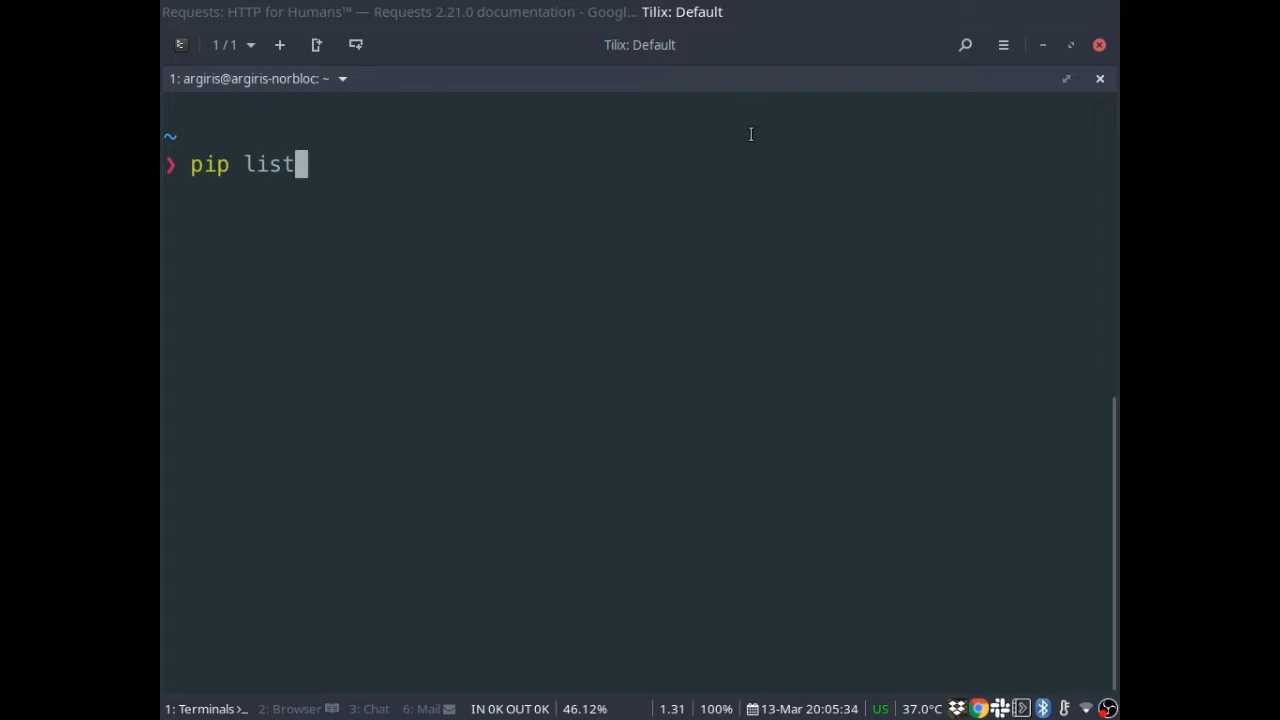 Requests: HTTP for Humans™ — Requests 2.21.0 documentation - Googl... Tilix: Default
1 / 1 Tilix: Default
1: argiris@argiris-norbloc: ~
~
❯ pip list
1: Terminals 2: Browser 3: Chat 6: Mail IN 0K OUT 0K 46.12% 1.31 100% 13-Mar 20:05:34 US 37.0°C